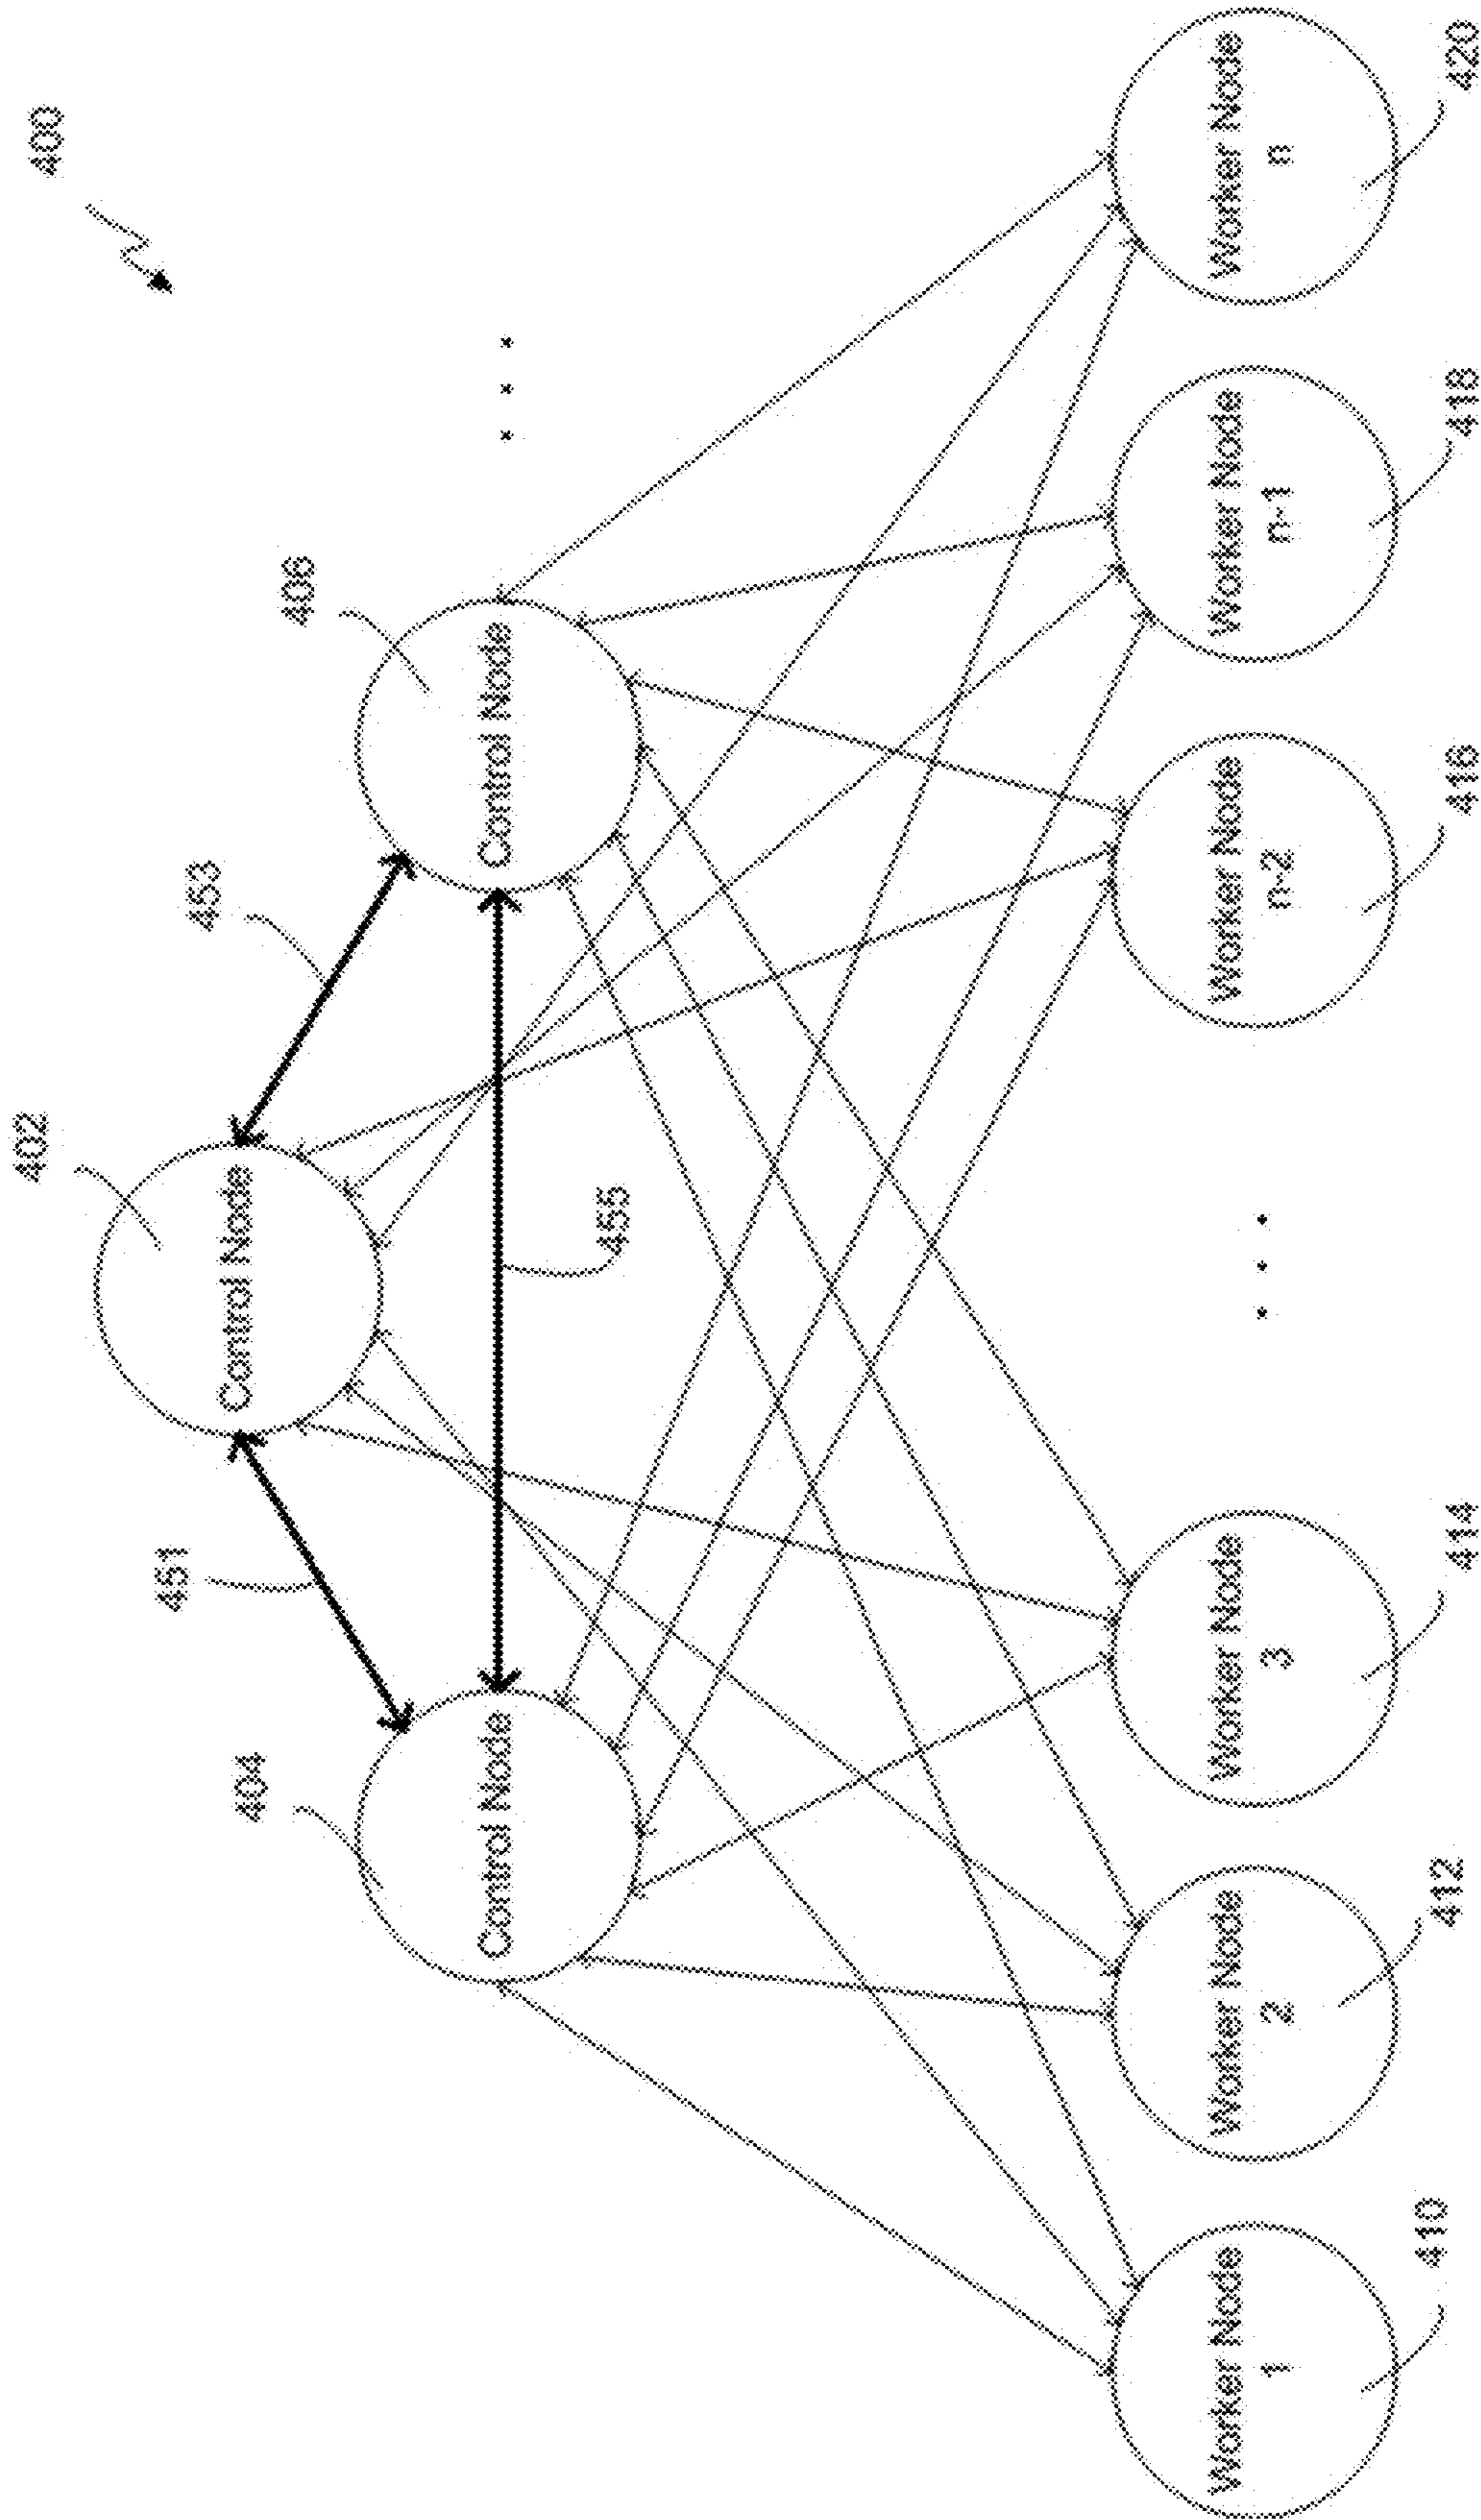 400
402
Control Node
451
453
404
406
Control Node
Control Node
455
Worker Node
1
Worker Node
2
Worker Node
3
Worker Node
n-2
Worker Node
n-1
Worker Node
n
410
412
414
416
418
420